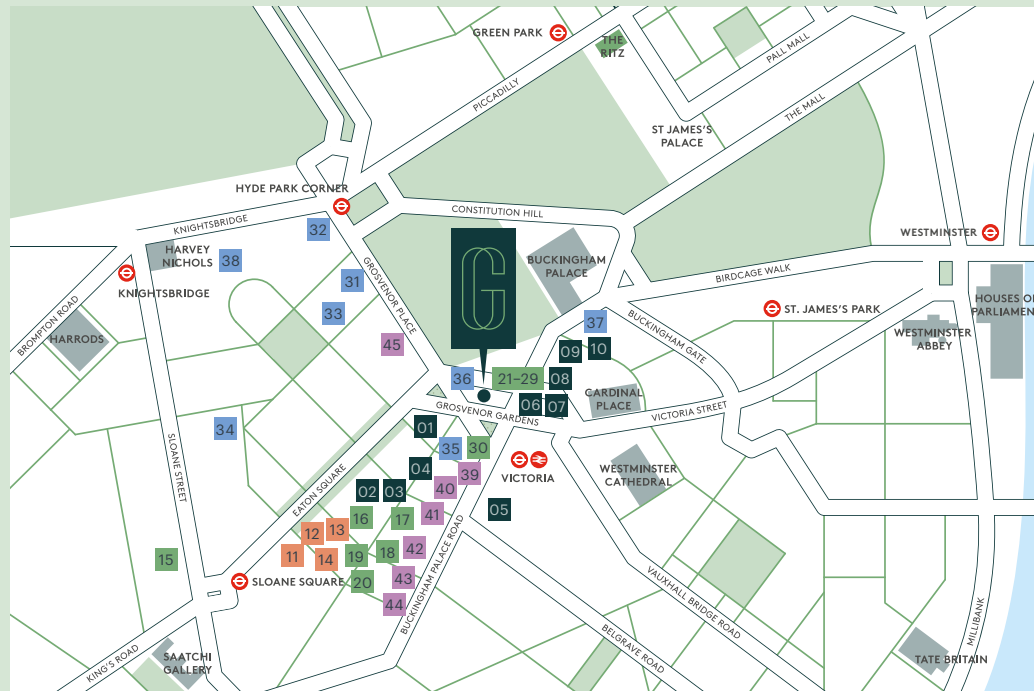 GREEN PARK
THE
RITZ
PALL MALL
PICCADILLY
THE MALL
ST JAMES'S
PALACE
HYDE PARK CORNER
CONSTITUTION HILL
KNIGHTSBRIDGE
32
WESTMINSTER
HARVEY
NICHOLS
38
BUCKINGHAM
PALACE
BIRDCAGE WALK
KNIGHTSBRIDGE
31
GROSVENOR PLACE
G
33
37
BUCKINGHAM GATE
ST. JAMES'S PARK
HOUSES OF
PARLIAMENT
BROMPTON ROAD
HARRODS
WESTMINSTER
ABBEY
45
09
10
36
21–29
08
CARDINAL
PLACE
06
07
GROSVENOR GARDENS
VICTORIA STREET
34
01
35
30
SLOANE STREET
EATON SQUARE
04
39
VICTORIA
WESTMINSTER
CATHEDRAL
02
03
40
05
16
17
41
12
13
BUCKINGHAM PALACE ROAD
15
11
14
19
18
42
SLOANE SQUARE
20
43
44
VAUXHALL BRIDGE ROAD
BELGRAVE ROAD
MILLIBANK
KING'S ROAD
SAATCHI
GALLERY
TATE BRITAIN